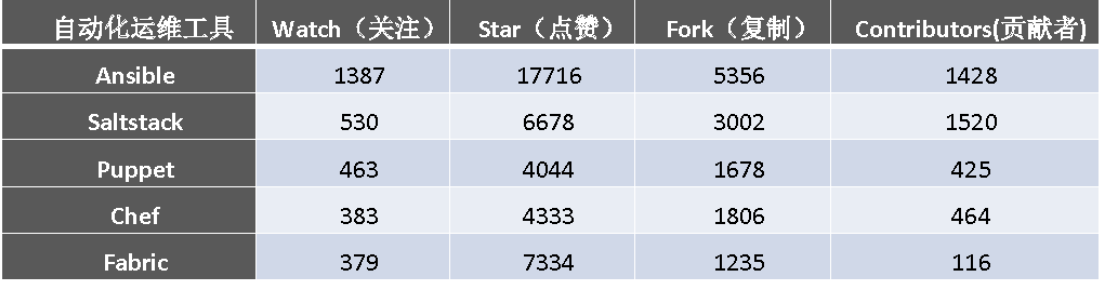 自动化运维工具 Watch（关注） Star（点赞） Fork（复制） Contributors(贡献者)
Ansible 1387 17716 5356 1428
Saltstack 530 6678 3002 1520
Puppet 463 4044 1678 425
Chef 383 4333 1806 464
Fabric 379 7334 1235 116